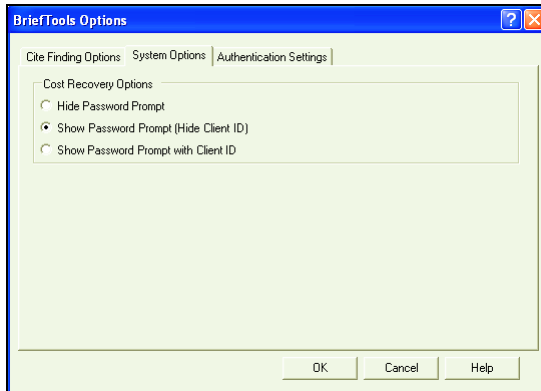 BriefTools Options
Cite Finding Options System Options Authentication Settings
Cost Recovery Options
Hide Password Prompt
Show Password Prompt (Hide Client ID)
Show Password Prompt with Client ID
OK Cancel Help